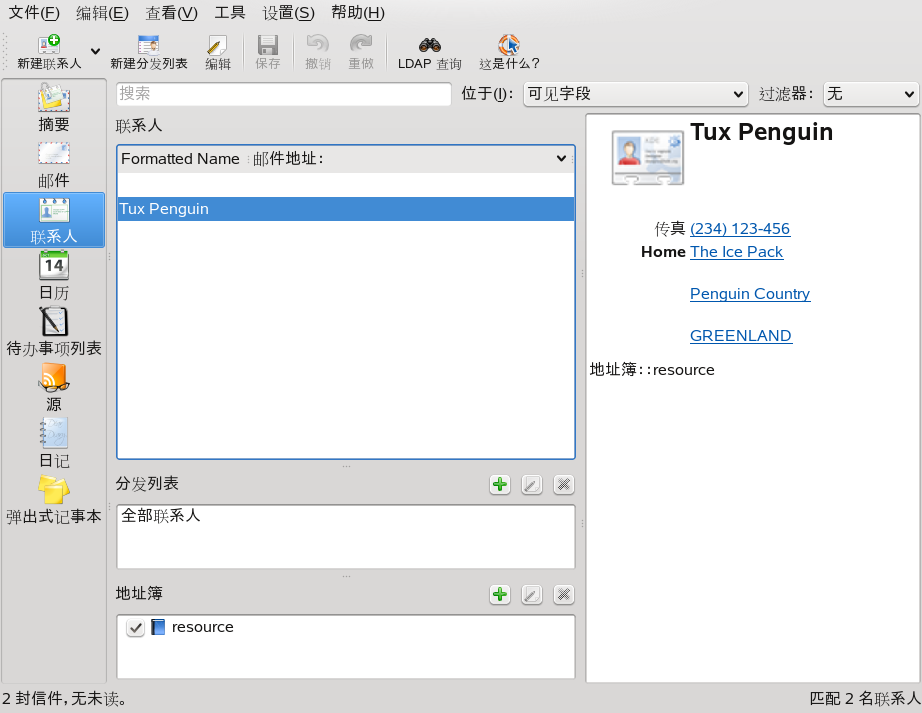 文件(F) 编辑(E) 查看(V) 工具 设置(S) 帮助(H)
新建联系人 新建分发列表 编辑 保存 撤销 重做 LDAP 查询 这是什么?
搜索 位于(I): 可见字段 过滤器: 无
摘要
邮件
联系人
日历
14
待办事项列表
源
日记
弹出式记事本
联系人
Formatted Name 邮件地址:
Tux Penguin
分发列表
全部联系人
地址簿
resource
Tux Penguin
传真 (234) 123-456
Home The Ice Pack
Penguin Country
GREENLAND
地址簿::resource
2 封信件,无未读。
匹配 2 名联系人